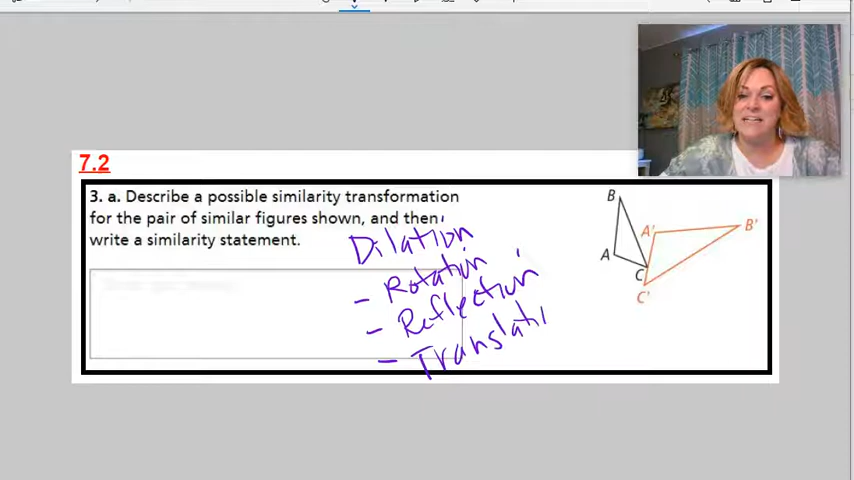 7.2
3. a. Describe a possible similarity transformation
for the pair of similar figures shown, and then
write a similarity statement.
Dilation
- Rotation
- Reflection
- Translati
B
A
C
A'
B'
C'